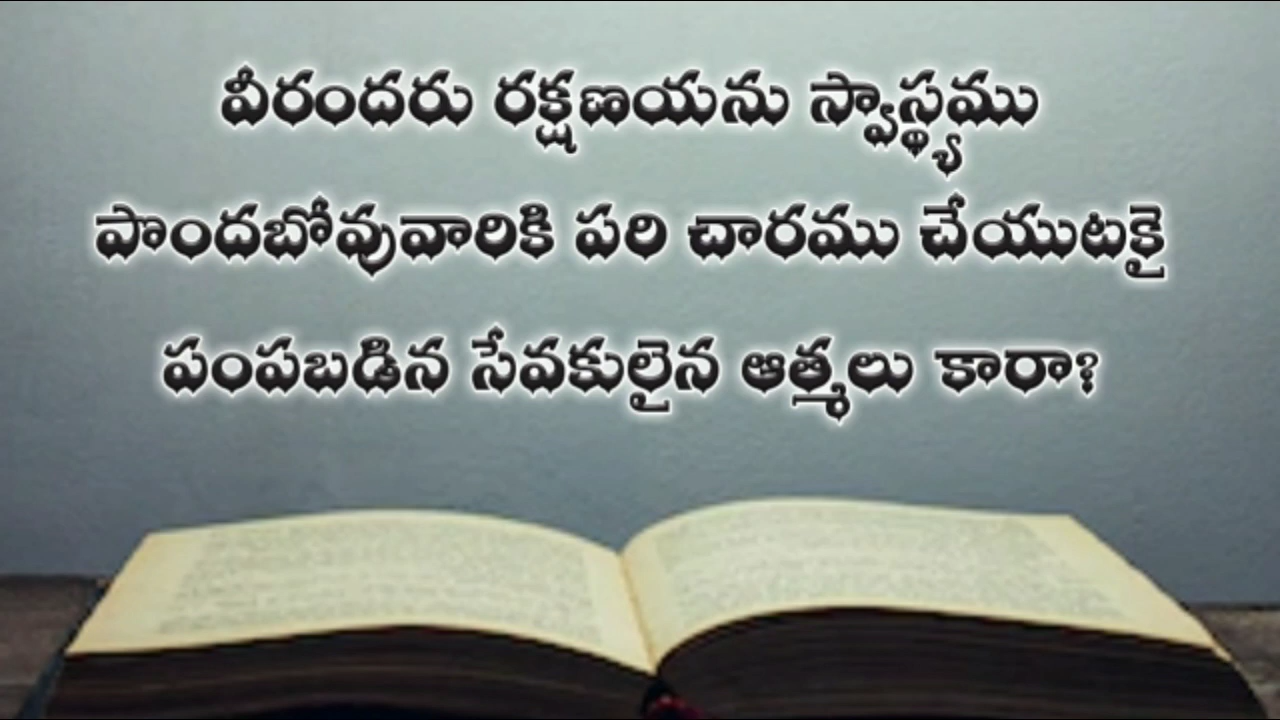 వీరందరు రక్షణయను స్వాస్థ్యము
పొందబోవువారికి పరి చారము చేయుటకై
పంపబడిన సేవకులైన ఆత్మలు కారా?